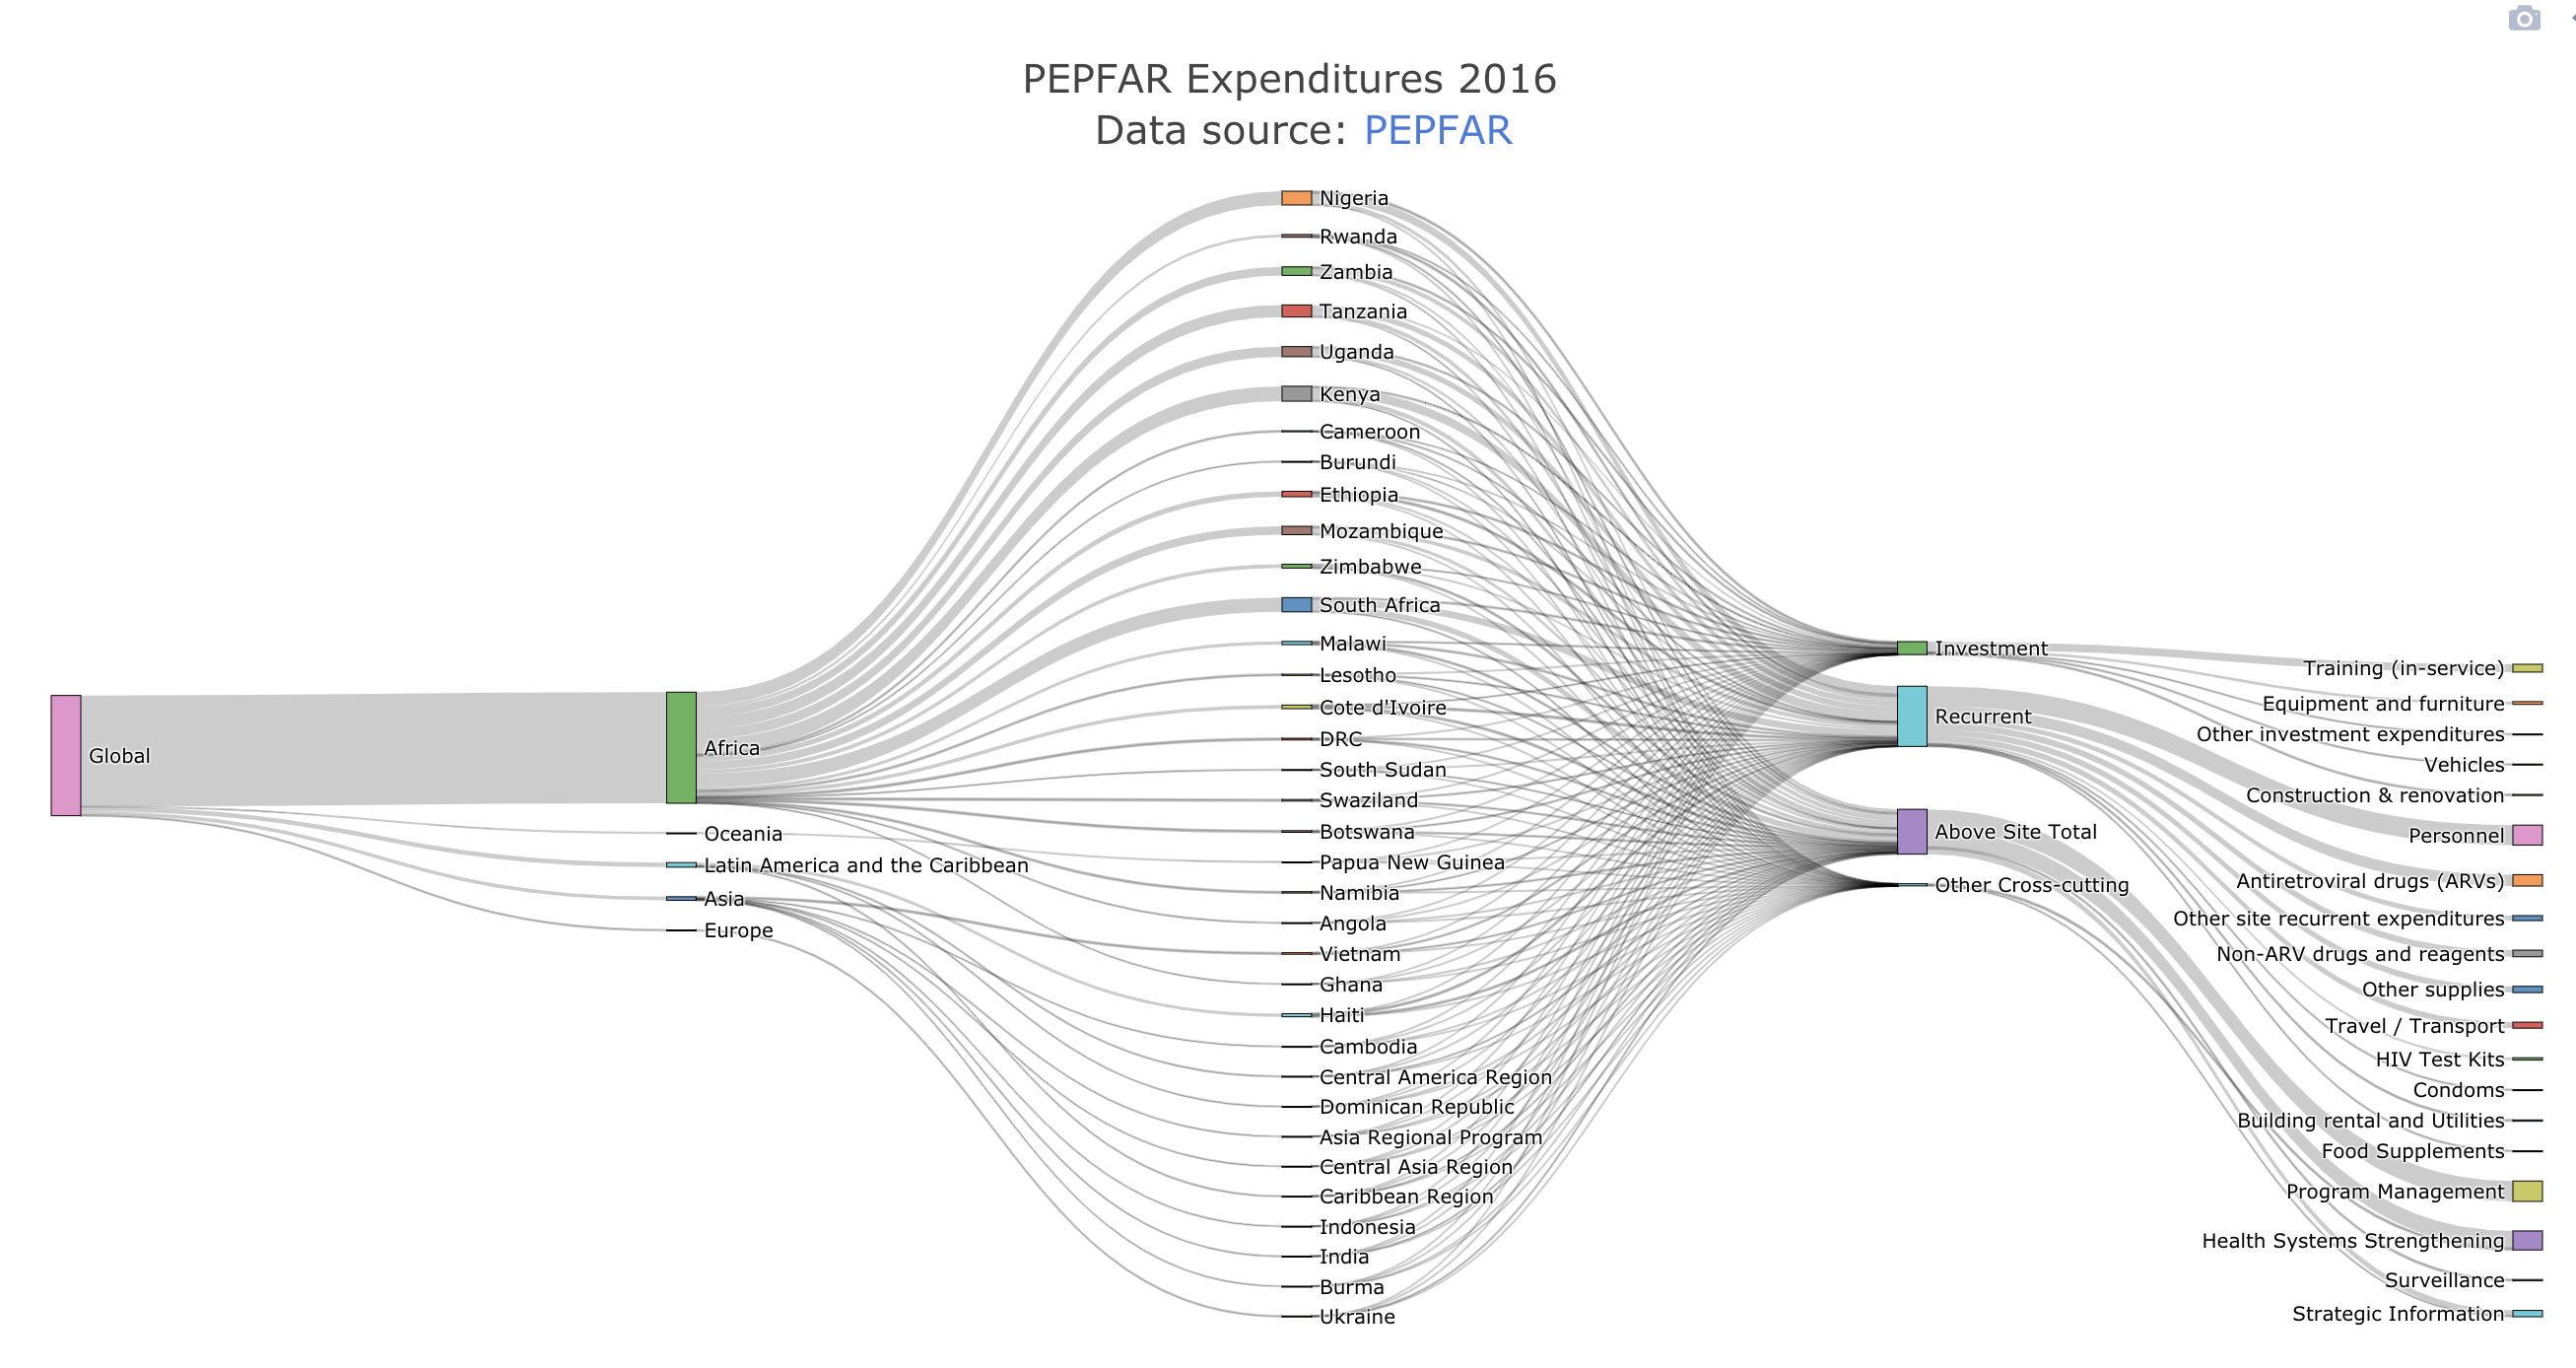 PEPFAR Expenditures 2016
Data source: PEPFAR
Global
Africa
Oceania
Latin America and the Caribbean
Asia
Europe
Nigeria
Rwanda
Zambia
Tanzania
Uganda
Kenya
Cameroon
Burundi
Ethiopia
Mozambique
Zimbabwe
South Africa
Malawi
Lesotho
Cote d'Ivoire
DRC
South Sudan
Swaziland
Botswana
Papua New Guinea
Namibia
Angola
Vietnam
Ghana
Haiti
Cambodia
Central America Region
Dominican Republic
Asia Regional Program
Central Asia Region
Caribbean Region
Indonesia
India
Burma
Ukraine
Investment
Recurrent
Above Site Total
Other Cross-cutting
Training (in-service)
Equipment and furniture
Other investment expenditures
Vehicles
Construction & renovation
Personnel
Antiretroviral drugs (ARVs)
Other site recurrent expenditures
Non-ARV drugs and reagents
Other supplies
Travel / Transport
HIV Test Kits
Condoms
Building rental and Utilities
Food Supplements
Program Management
Health Systems Strengthening
Surveillance
Strategic Information